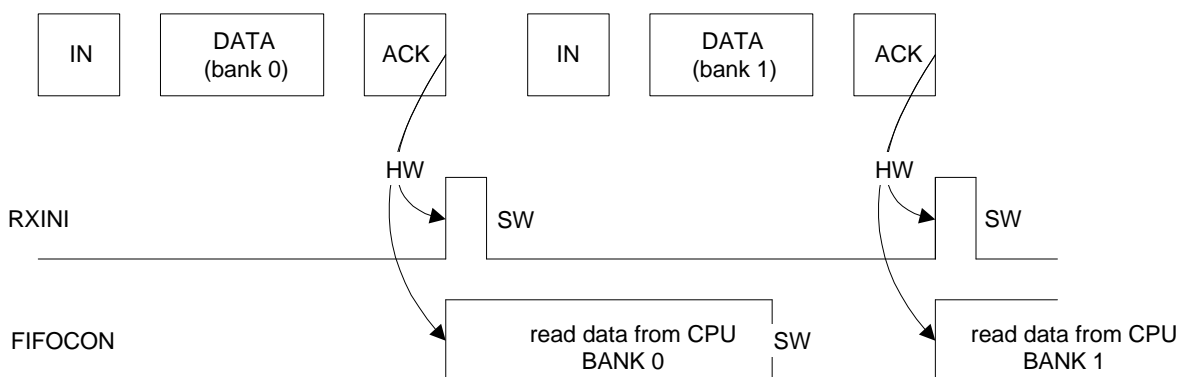 IN
DATA
(bank 0)
ACK
IN
DATA
(bank 1)
ACK
HW
HW
RXINI
SW
SW
FIFOCON
read data from CPU
BANK 0
SW
read data from CPU
BANK 1